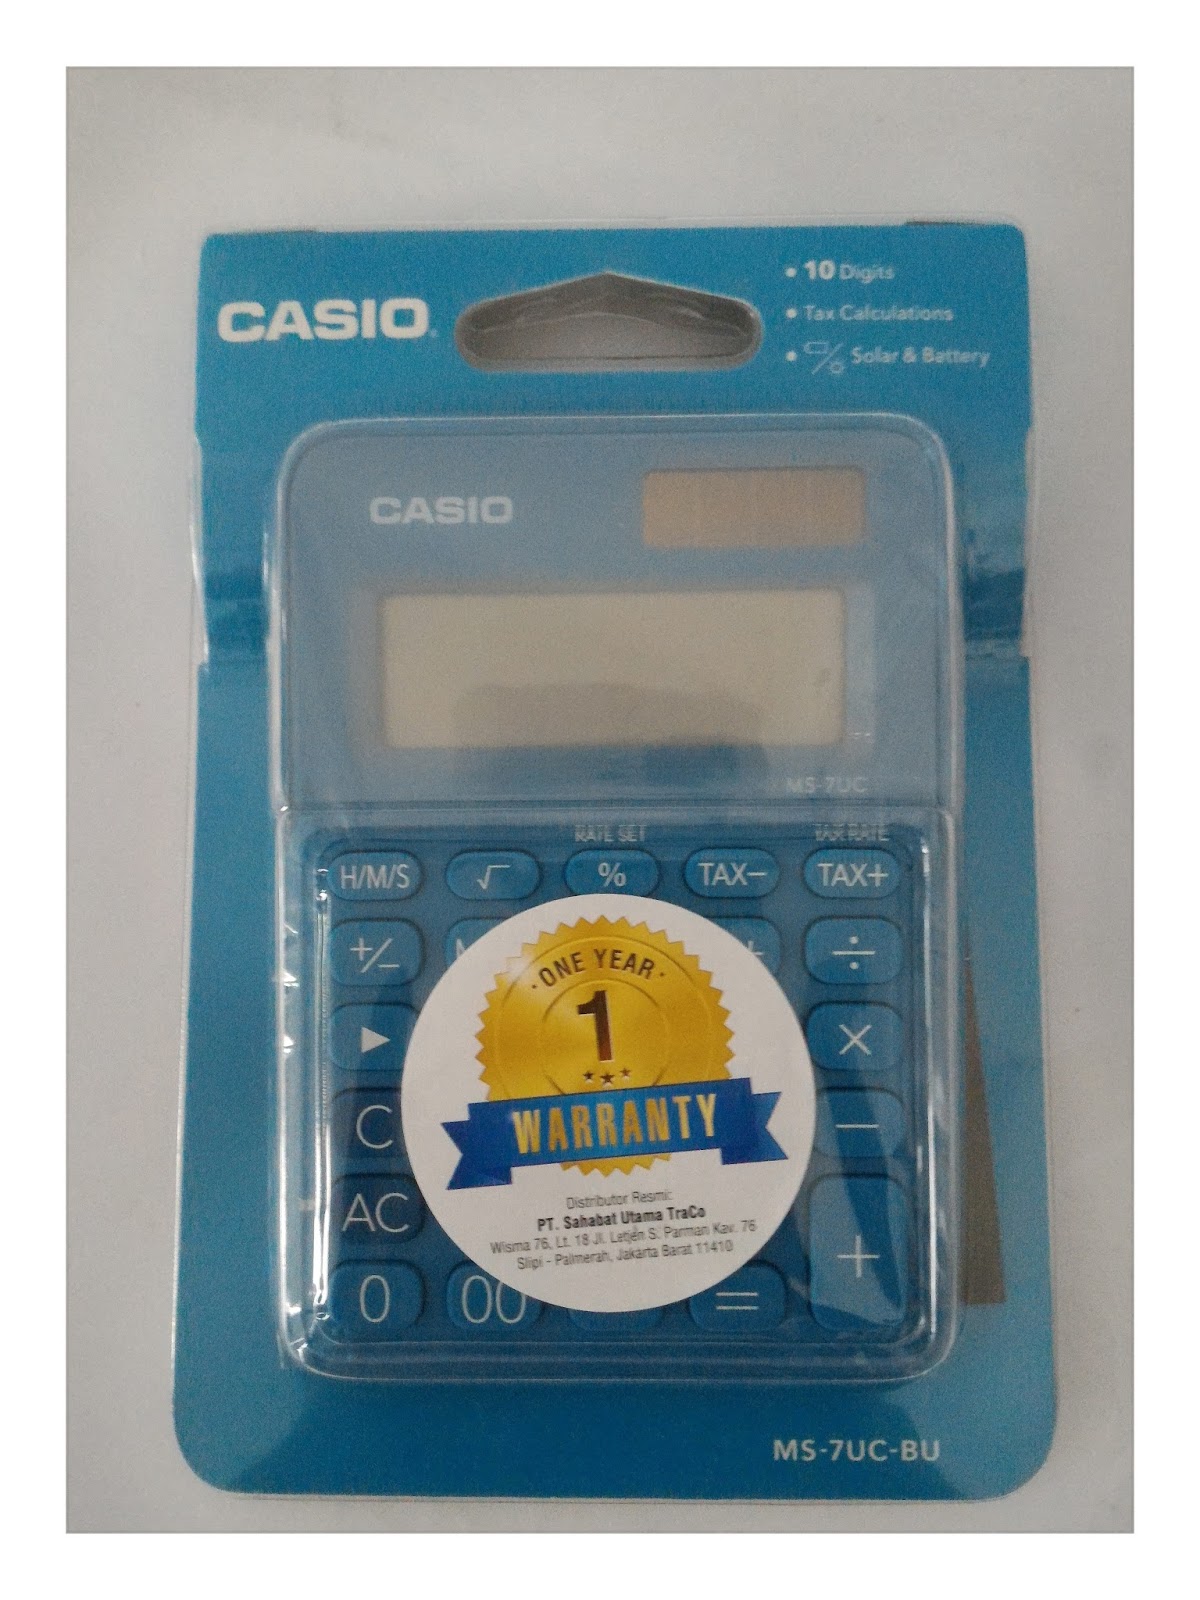 CASIO
• 10 Digits
• Tax Calculations
• Solar & Battery
CASIO
MS-7UC
RATE SET
TAX RATE
H/M/S
√
%
TAX−
TAX+
+/−
÷
▶
×
C
−
AC
+
0
00
=
· ONE YEAR ·
1
WARRANTY
Distributor Resmi:
PT. Sahabat Utama TraCo
Wisma 76, Lt. 18 Jl. Letjen S. Parman Kav. 76
Slipi - Palmerah, Jakarta Barat 11410
MS-7UC-BU